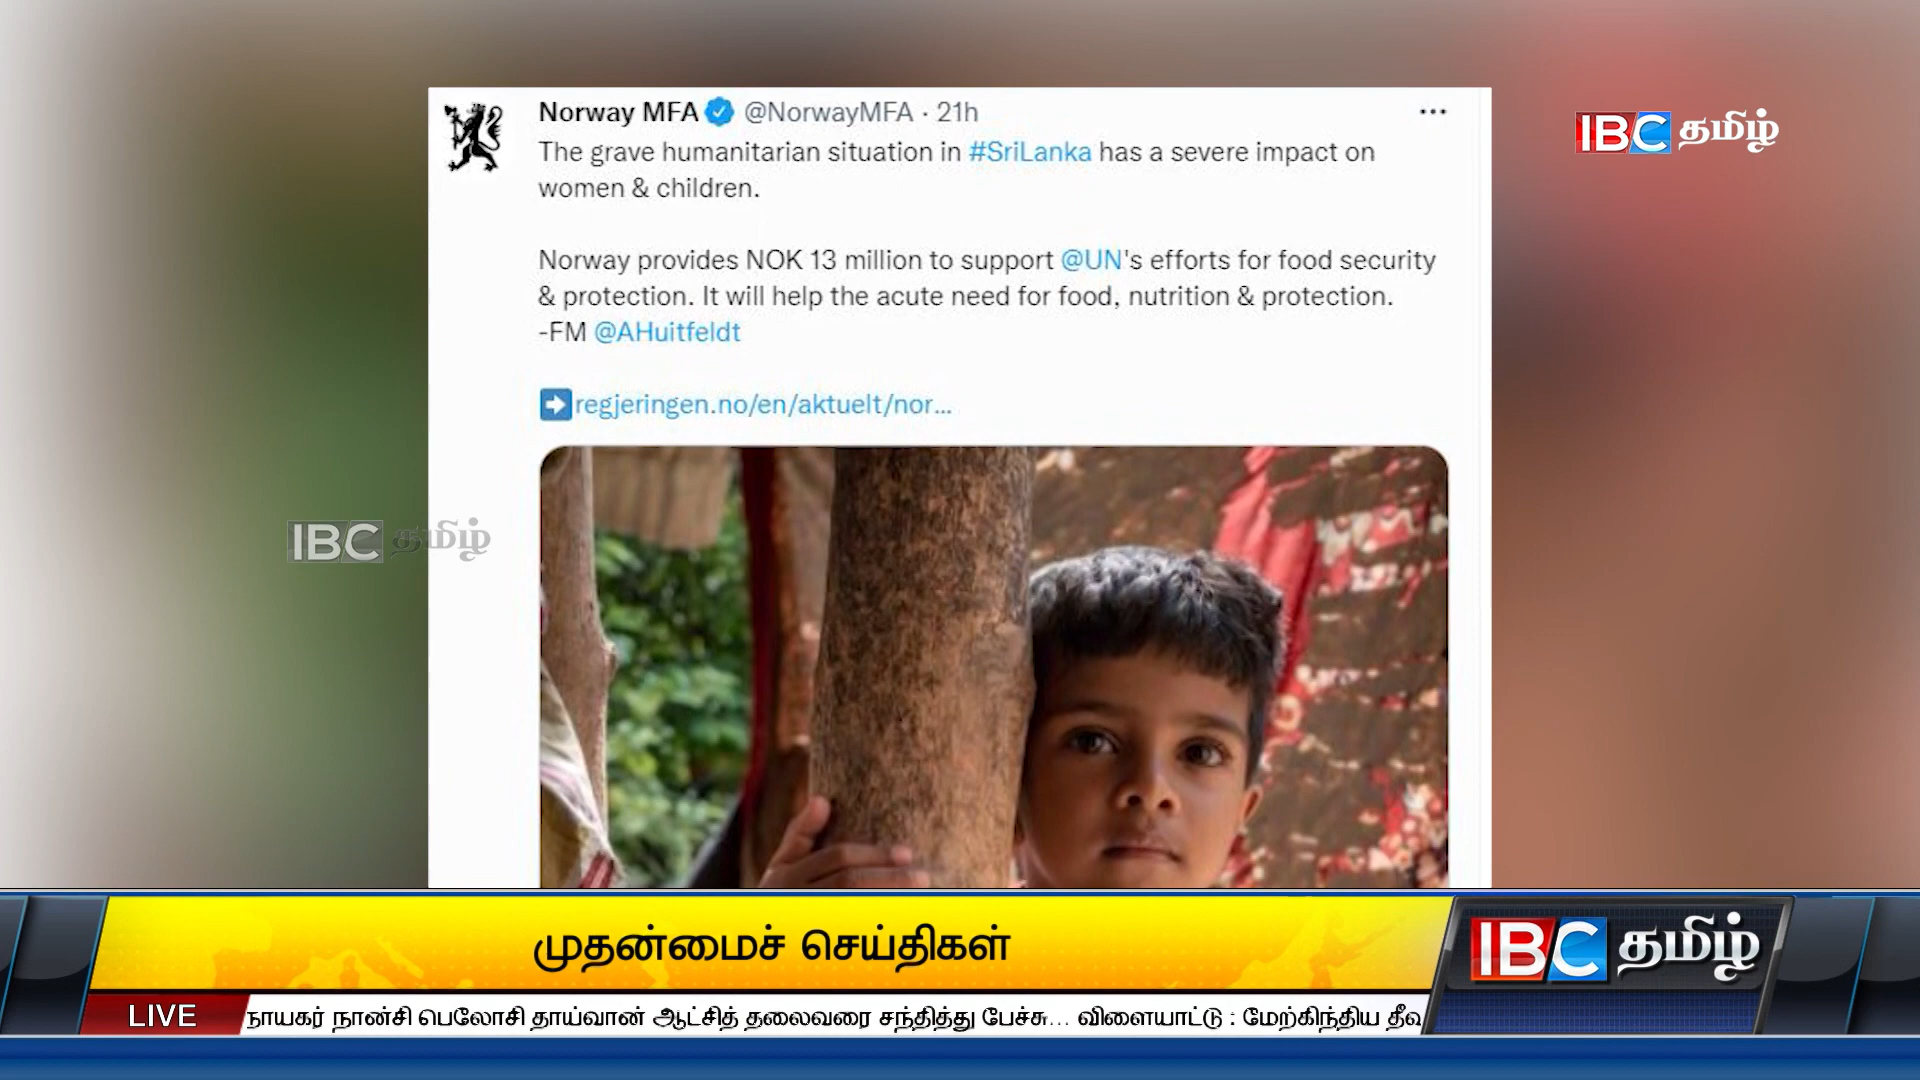 Norway MFA @NorwayMFA · 21h
The grave humanitarian situation in #SriLanka has a severe impact on
women & children.
Norway provides NOK 13 million to support @UN's efforts for food security
& protection. It will help the acute need for food, nutrition & protection.
-FM @AHuitfeldt
regjeringen.no/en/aktuelt/nor...
IBC தமிழ்
IBC தமிழ்
முதன்மைச் செய்திகள்
IBC தமிழ்
LIVE
நாயகர் நான்சி பெலோசி தாய்வான் ஆட்சித் தலைவரை சந்தித்து பேச்சு... விளையாட்டு : மேற்கிந்திய